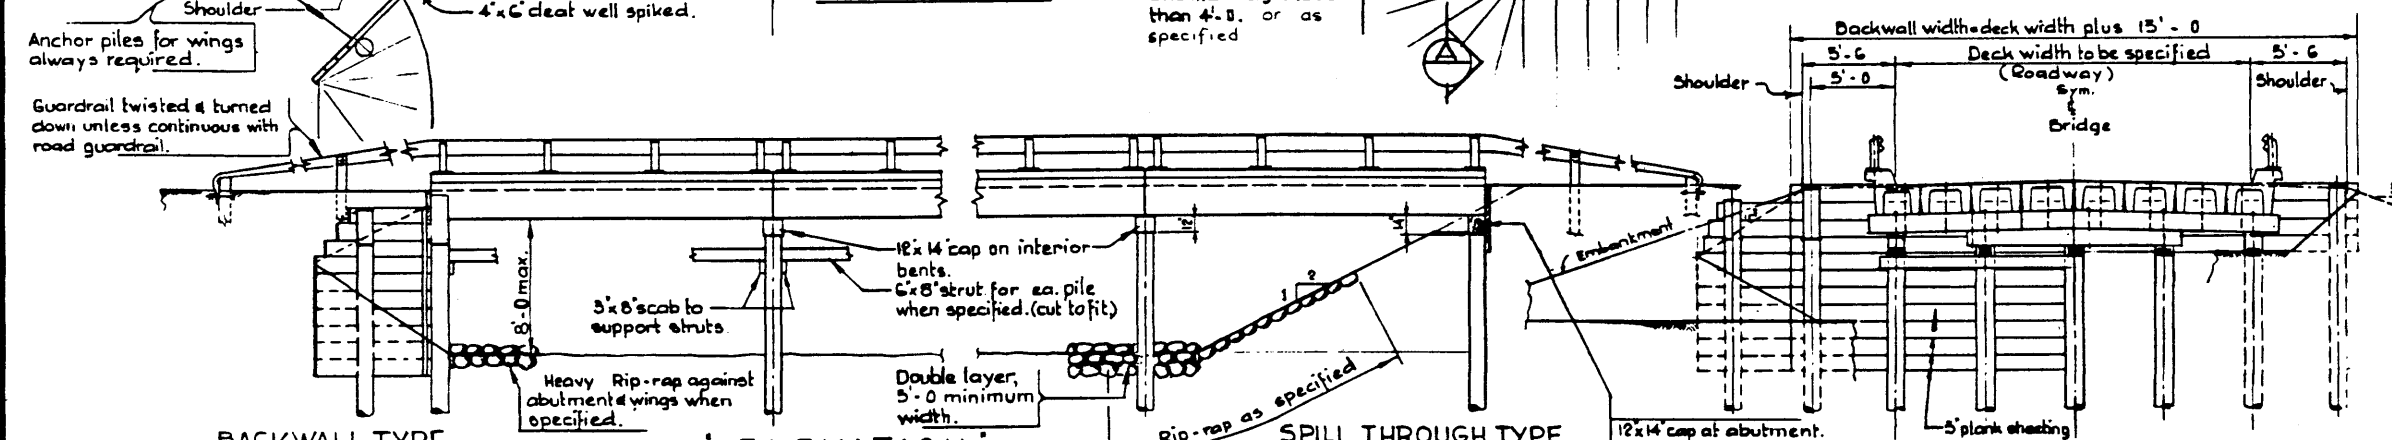 Shoulder
4"x6" cleat well spiked.
than 4'-0. or as
specified
Anchor piles for wings
always required.
Guardrail twisted & turned
down unless continuous with
road guardrail.
Backwall width=deck width plus 13'-0
5'-6
Deck width to be specified
5'-6
Shoulder
5'-0
(Roadway)
Shoulder
Sym.
Bridge
12"
14"
12"x14" cap on interior
bents.
6"x8" strut for ea. pile
when specified. (cut to fit)
8'-0 max.
3"x8" scab to
support struts.
2
1
Embankment
Heavy Rip-rap against
abutment & wings when
specified.
Double layer,
5'-0 minimum
width.
Rip-rap as specified
12"x14" cap at abutment.
3" plank sheeting
BACKWALL TYPE
SPILL THROUGH TYPE